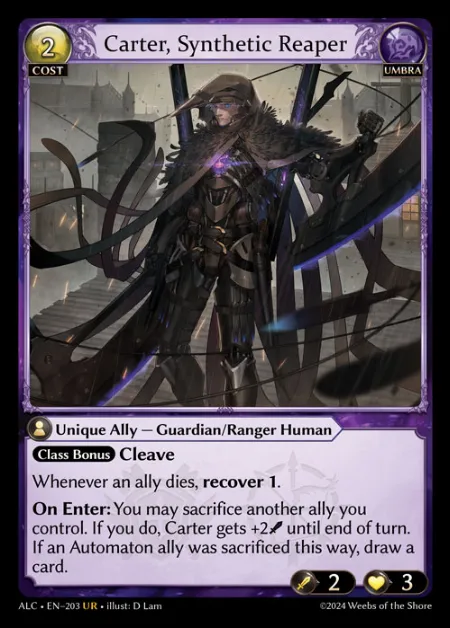 2
Carter, Synthetic Reaper
COST
UMBRA
Unique Ally — Guardian/Ranger Human
Class Bonus Cleave
Whenever an ally dies, recover 1.
On Enter: You may sacrifice another ally you
control. If you do, Carter gets +2 until end of turn.
If an Automaton ally was sacrificed this way, draw a
card.
2
3
ALC • EN-203 UR • illust: D Lam
©2024 Weebs of the Shore